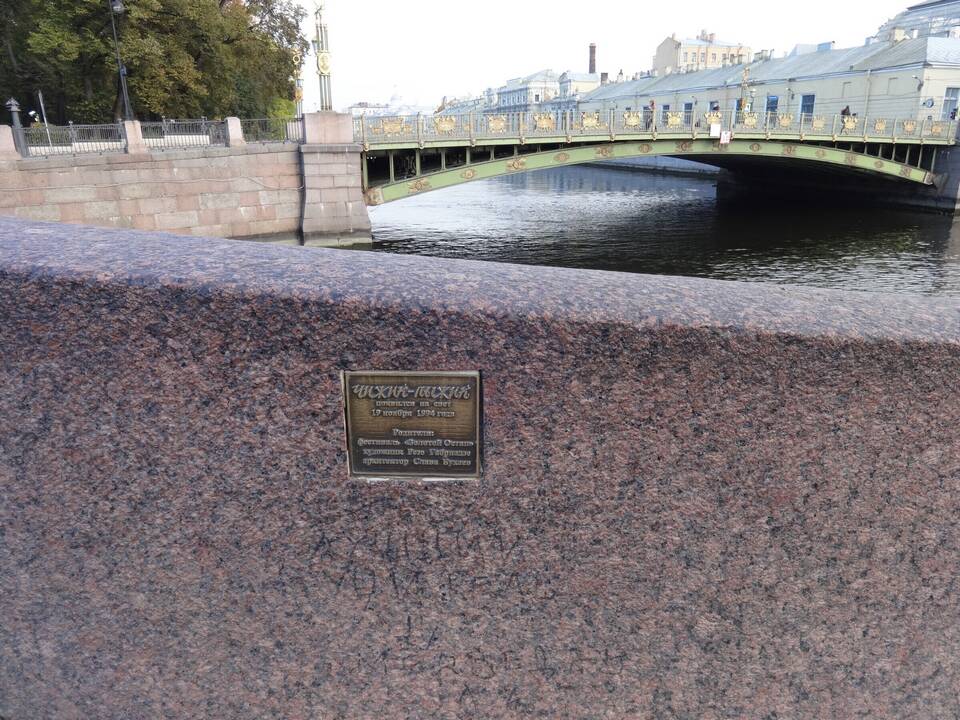 ЧИЖИК-ПЫЖИК
появился на свет
19 ноября 1994 года
Родители:
фестиваль «Золотой Остап»
художник Резо Габриадзе
архитектор Слава Бухаев